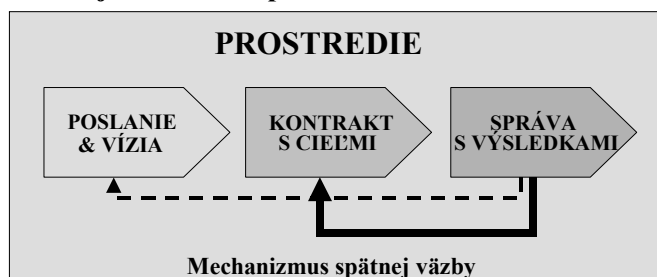 PROSTREDIE
POSLANIE
& VÍZIA
KONTRAKT
S CIEĽMI
SPRÁVA
S VÝSLEDKAMI
Mechanizmus spätnej väzby